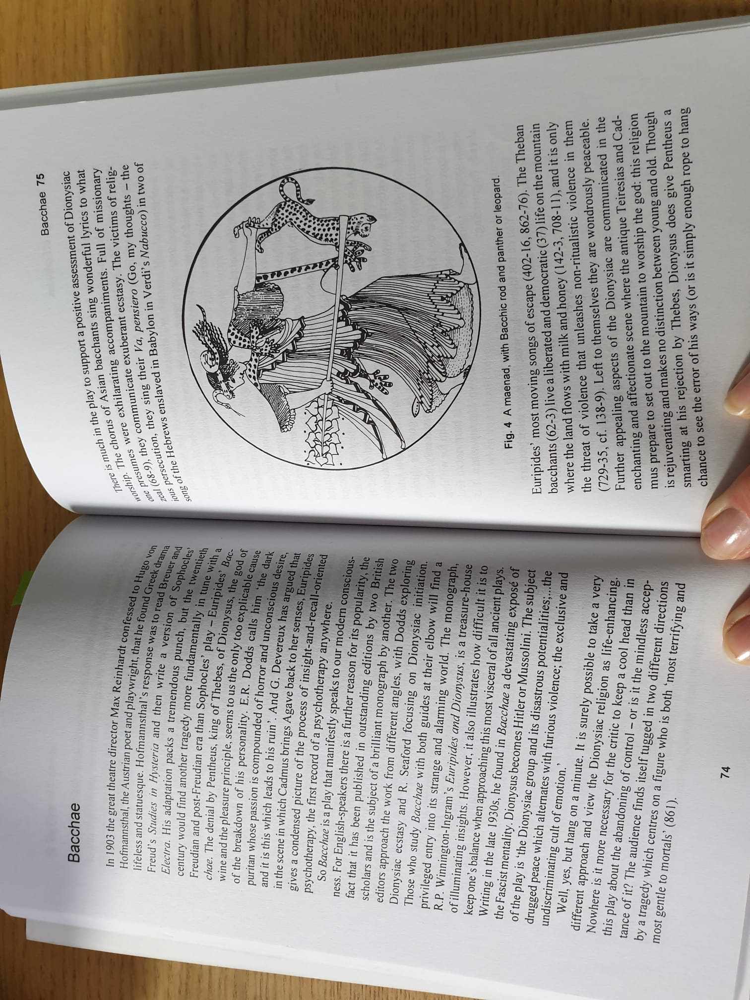 Bacchae
In 1903 the great theatre director Max Reinhardt confessed to Hugo von
Hofmannsthal, the Austrian poet and playwright, that he found Greek drama
lifeless and statuesque. Hofmannsthal's response was to read Breuer and
Freud's Studies in Hysteria and then write a version of Sophocles'
Electra. His adaptation packs a tremendous punch, but the twentieth
century would find another tragedy more fundamentally in tune with a
Freudian and post-Freudian era than Sophocles' play – Euripides' Bac-
chae. The denial by Pentheus, king of Thebes, of Dionysus, the god of
wine and the pleasure principle, seems to us the only too explicable cause
of the breakdown of his personality. E.R. Dodds calls him 'the dark
puritan whose passion is compounded of horror and unconscious desire,
and it is this which leads to his ruin'. And G. Devereux has argued that
in the scene in which Cadmus brings Agave back to her senses, Euripides
gives a condensed picture of the process of insight-and-recall-oriented
psychotherapy, the first record of a psychotherapy anywhere.
So Bacchae is a play that manifestly speaks to our modern conscious-
ness. For English-speakers there is a further reason for its popularity, the
fact that it has been published in outstanding editions by two British
scholars and is the subject of a brilliant monograph by another. The two
editors approach the work from different angles, with Dodds exploring
Dionysiac ecstasy and R. Seaford focusing on Dionysiac initiation.
Those who study Bacchae with both guides at their elbow will find a
privileged entry into its strange and alarming world. The monograph,
R.P. Winnington-Ingram's Euripides and Dionysus, is a treasure-house
of illuminating insights. However, it also illustrates how difficult it is to
keep one's balance when approaching this most visceral of all ancient plays.
Writing in the late 1930s, he found in Bacchae a devastating exposé of
the Fascist mentality. Dionysus becomes Hitler or Mussolini. The subject
of the play is 'the Dionysiac group and its disastrous potentialities;...the
drugged peace which alternates with furious violence; the exclusive and
undiscriminating cult of emotion.'
Well, yes, but hang on a minute. It is surely possible to take a very
different approach and view the Dionysiac religion as life-enhancing.
Nowhere is it more necessary for the critic to keep a cool head than in
this play about the abandoning of control – or is it the mindless accep-
tance of it? The audience finds itself tugged in two different directions
by a tragedy which centres on a figure who is both 'most terrifying and
most gentle to mortals' (861).
74
Bacchae 75
There is much in the play to support a positive assessment of Dionysiac
worship. The chorus of Asian bacchants sing wonderful lyrics to what
one presumes were exhilarating accompaniments. Full of missionary
zeal (68-9), they communicate exuberant ecstasy. The victims of relig-
ious persecution, they sing their Va, pensiero (Go, my thoughts – the
song of the Hebrews enslaved in Babylon in Verdi's Nabucco) in two of
Fig. 4 A maenad, with Bacchic rod and panther or leopard.
Euripides' most moving songs of escape (402-16, 862-76). The Theban
bacchants (62-3) live a liberated and democratic (37) life on the mountain
where the land flows with milk and honey (142-3, 708-11), and it is only
the threat of violence that unleashes non-ritualistic violence in them
(729-35, cf. 138-9). Left to themselves they are wondrously peaceable.
Further appealing aspects of the Dionysiac are communicated in the
enchanting and affectionate scene where the antique Teiresias and Cad-
mus prepare to set out to the mountain to worship the god: this religion
is rejuvenating and makes no distinction between young and old. Though
smarting at his rejection by Thebes, Dionysus does give Pentheus a
chance to see the error of his ways (or is it simply enough rope to hang